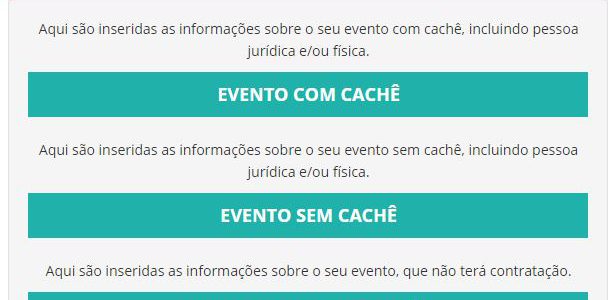 Aqui são inseridas as informações sobre o seu evento com cachê, incluindo pessoa
jurídica e/ou física.
EVENTO COM CACHÊ
Aqui são inseridas as informações sobre o seu evento sem cachê, incluindo pessoa
jurídica e/ou física.
EVENTO SEM CACHÊ
Aqui são inseridas as informações sobre o seu evento, que não terá contratação.